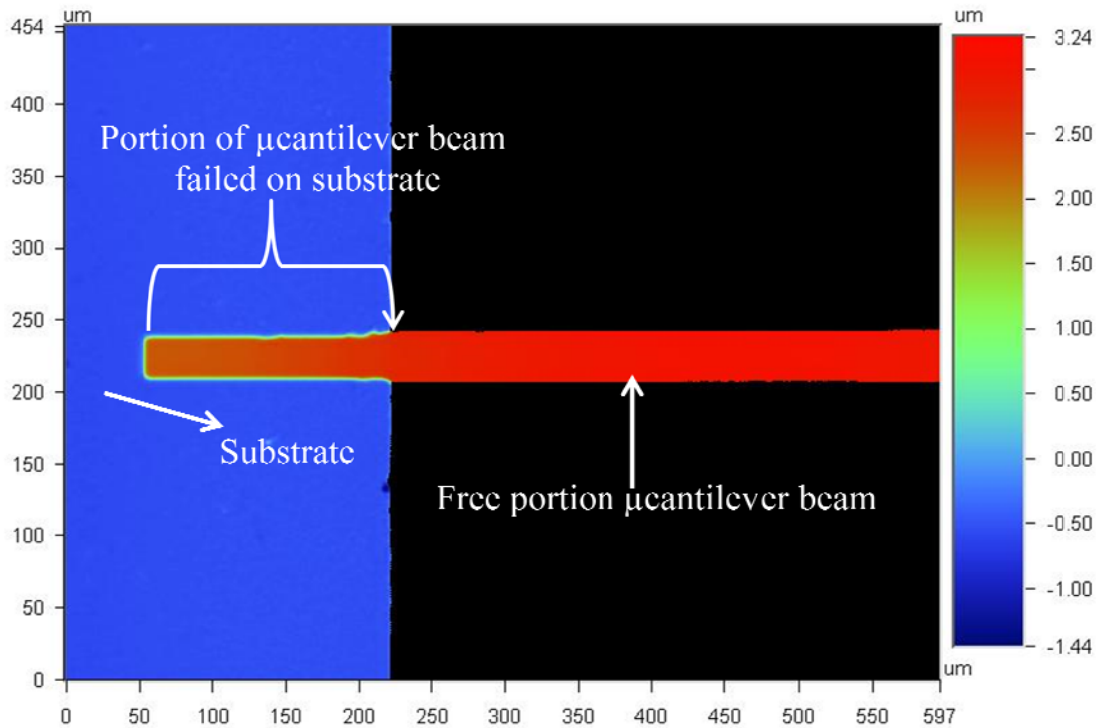 um
454
400
350
300
250
200
150
100
50
0
Portion of µcantilever beam
failed on substrate
Substrate
Free portion µcantilever beam
0 50 100 150 200 250 300 350 400 450 500 550 597
um
3.24
2.50
2.00
1.50
1.00
0.50
0.00
-0.50
-1.00
-1.44
um